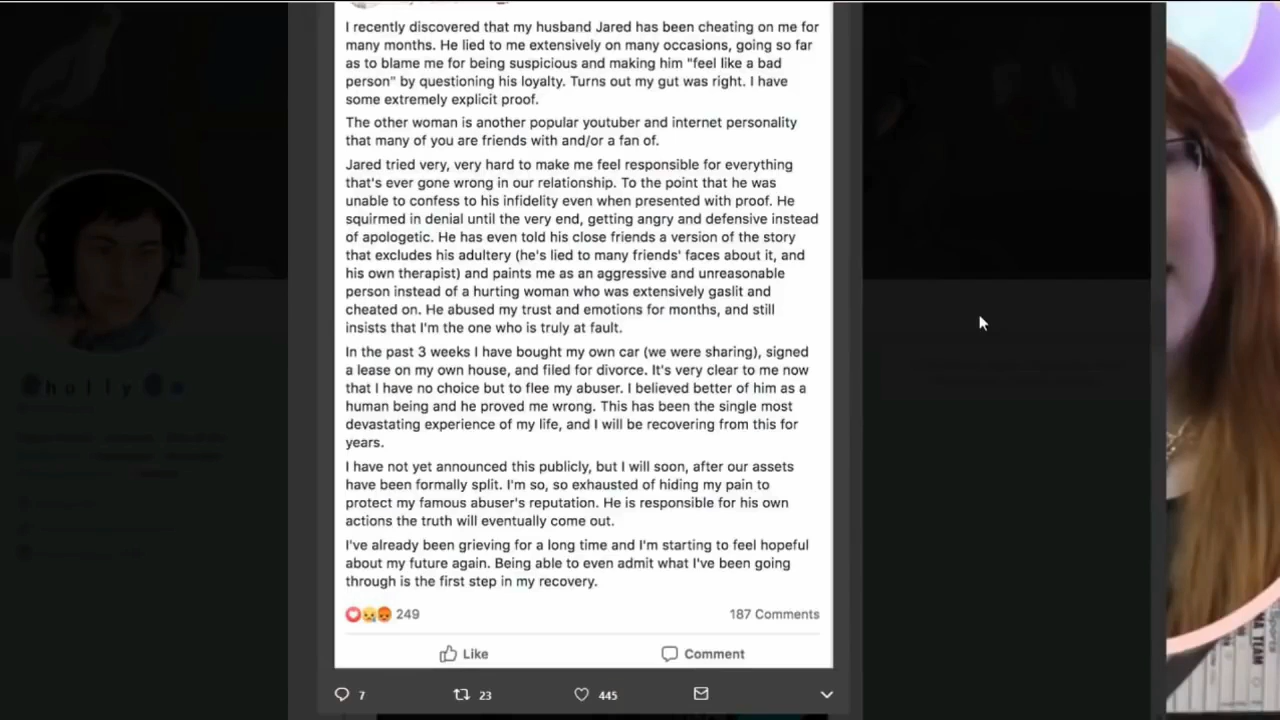 I recently discovered that my husband Jared has been cheating on me for
many months. He lied to me extensively on many occasions, going so far
as to blame me for being suspicious and making him "feel like a bad
person" by questioning his loyalty. Turns out my gut was right. I have
some extremely explicit proof.
The other woman is another popular youtuber and internet personality
that many of you are friends with and/or a fan of.
Jared tried very, very hard to make me feel responsible for everything
that's ever gone wrong in our relationship. To the point that he was
unable to confess to his infidelity even when presented with proof. He
squirmed in denial until the very end, getting angry and defensive instead
of apologetic. He has even told his close friends a version of the story
that excludes his adultery (he's lied to many friends' faces about it, and
his own therapist) and paints me as an aggressive and unreasonable
person instead of a hurting woman who was extensively gaslit and
cheated on. He abused my trust and emotions for months, and still
insists that I'm the one who is truly at fault.
In the past 3 weeks I have bought my own car (we were sharing), signed
a lease on my own house, and filed for divorce. It's very clear to me now
that I have no choice but to flee my abuser. I believed better of him as a
human being and he proved me wrong. This has been the single most
devastating experience of my life, and I will be recovering from this for
years.
I have not yet announced this publicly, but I will soon, after our assets
have been formally split. I'm so, so exhausted of hiding my pain to
protect my famous abuser's reputation. He is responsible for his own
actions the truth will eventually come out.
I've already been grieving for a long time and I'm starting to feel hopeful
about my future again. Being able to even admit what I've been going
through is the first step in my recovery.
249 187 Comments
Like Comment
7 23 445
h o l l y
TEAM